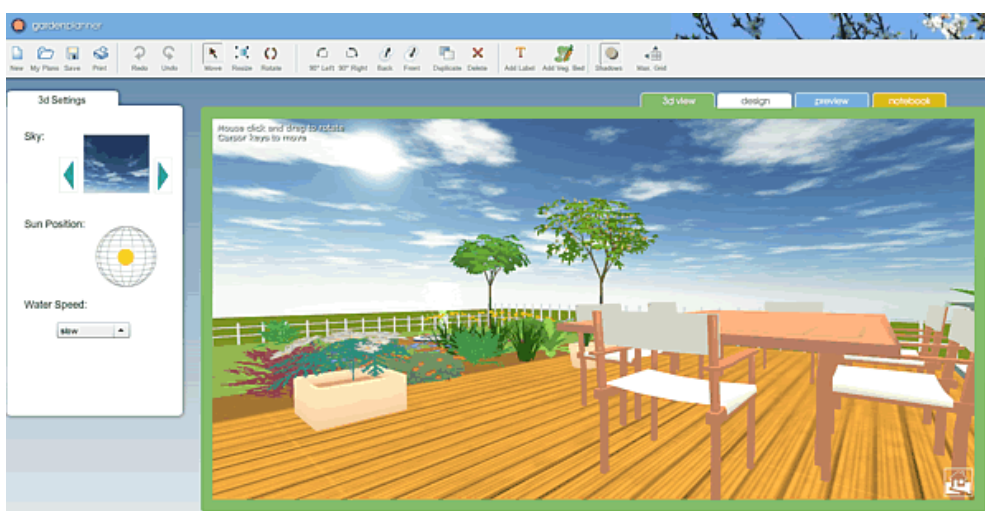 gardenplanner
New My Plans Save Print Redo Undo Move Resize Rotate 90° Left 90° Right Back Front Duplicate Delete Add Label Add Veg. Bed Shadows Max. Grid
3d Settings
3d view design preview notebook
Mouse click and drag to rotate
Cursor keys to move
Sky:
Sun Position:
Water Speed:
slow